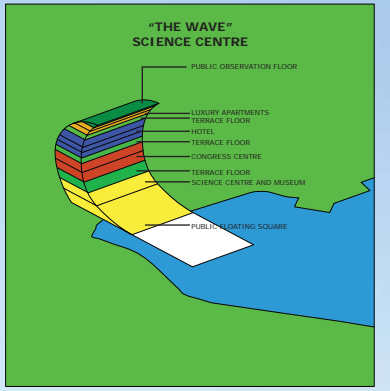 “THE WAVE”
SCIENCE CENTRE
PUBLIC OBSERVATION FLOOR
LUXURY APARTMENTS
TERRACE FLOOR
HOTEL
TERRACE FLOOR
CONGRESS CENTRE
TERRACE FLOOR
SCIENCE CENTRE AND MUSEUM
PUBLIC FLOATING SQUARE